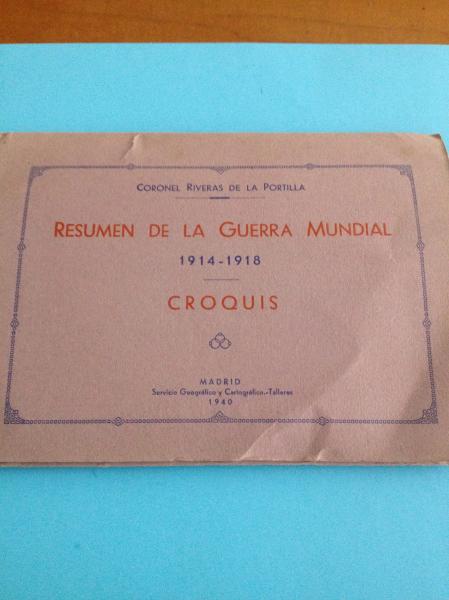 CORONEL RIVERAS DE LA PORTILLA
RESUMEN DE LA GUERRA MUNDIAL
1914-1918
CROQUIS
MADRID
Servicio Geográfico y Cartográfico.-Talleres
1940